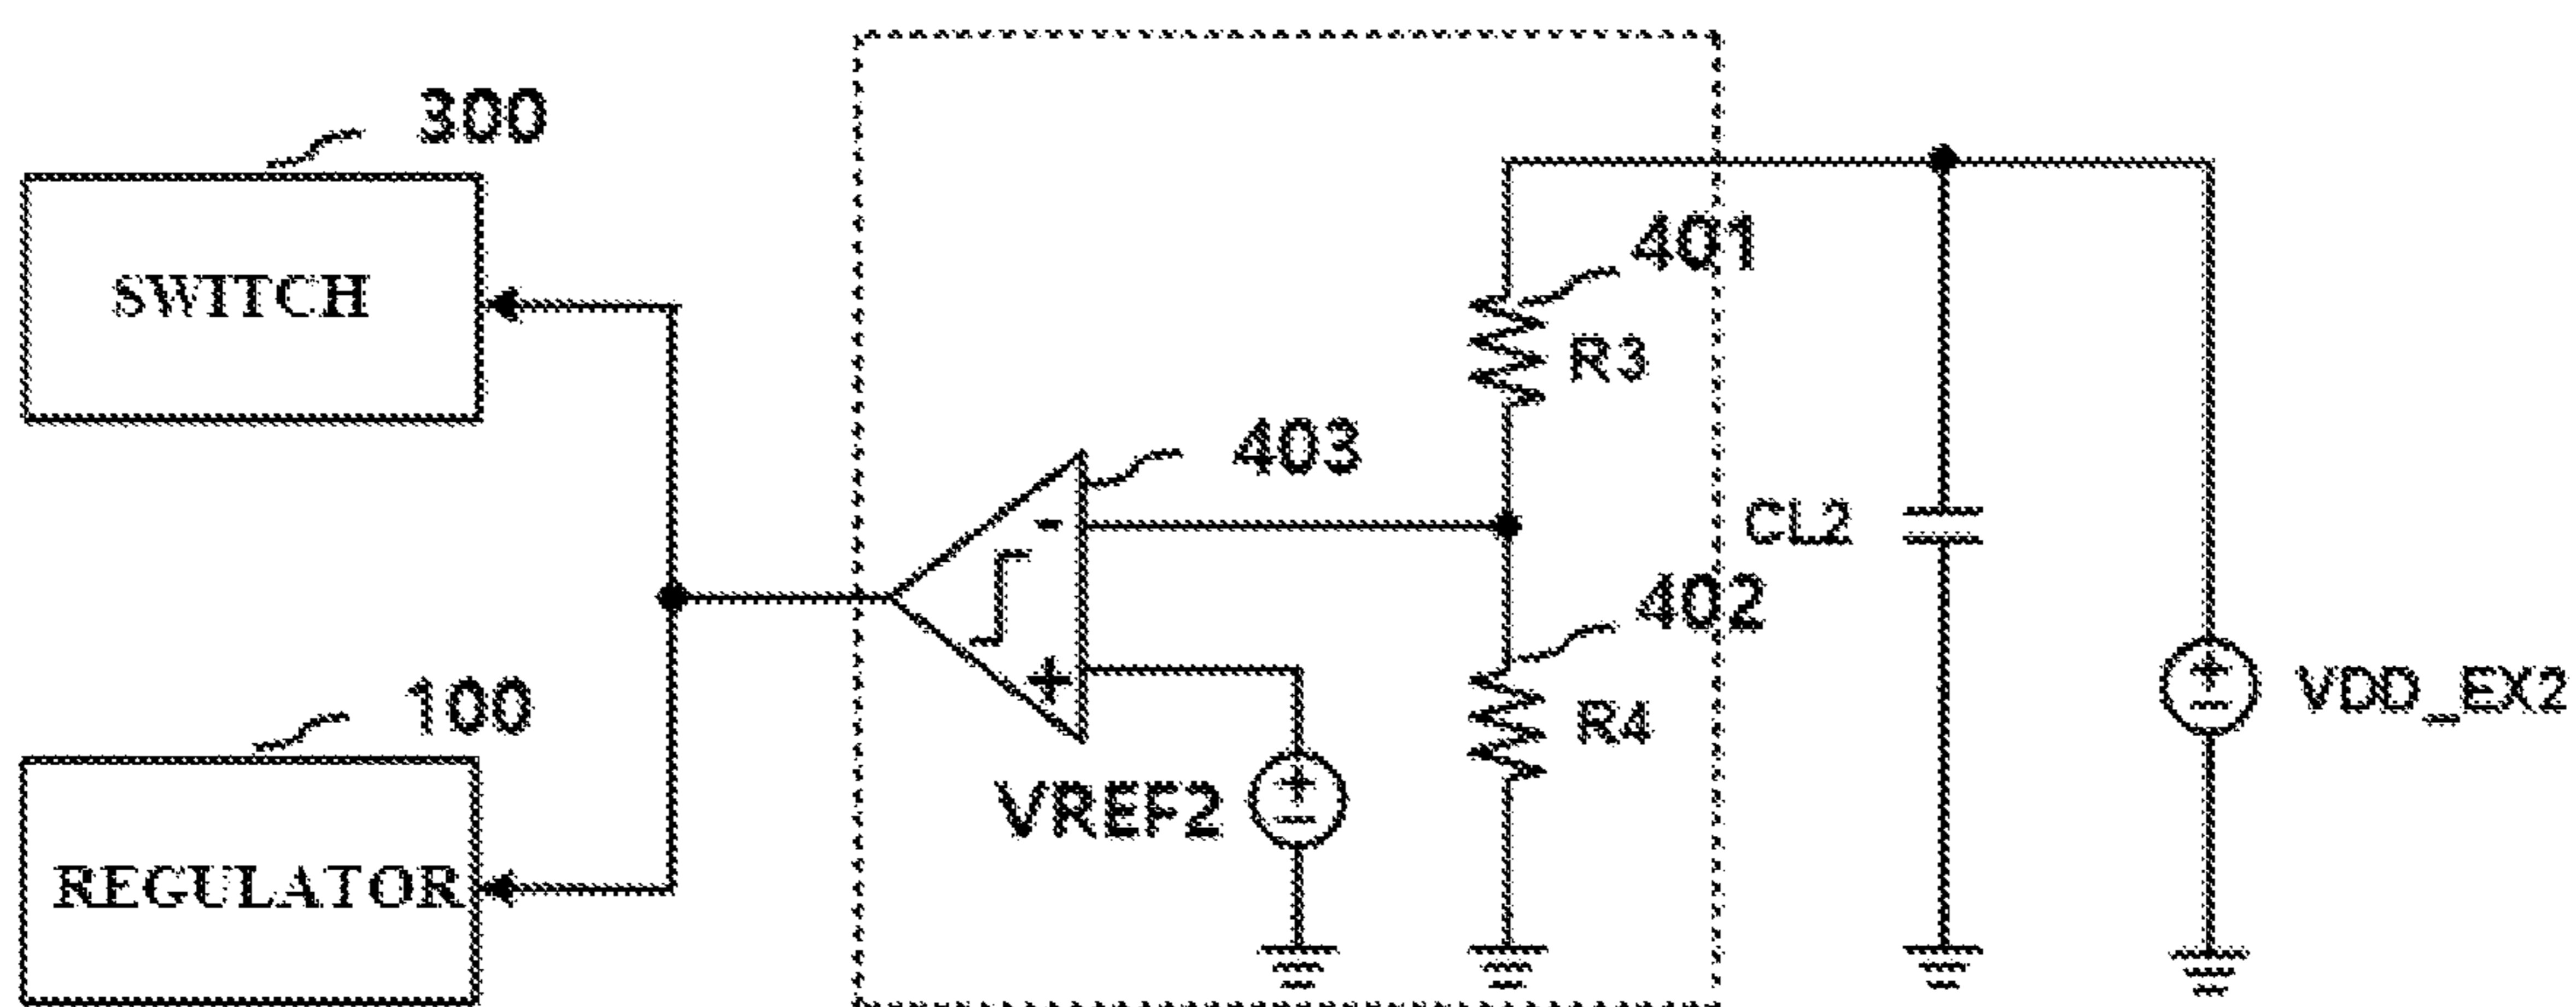 300
SWITCH
401
R3
403
-
CL2
402
+
R4
VDD_EX2
VREF2
100
REGULATOR